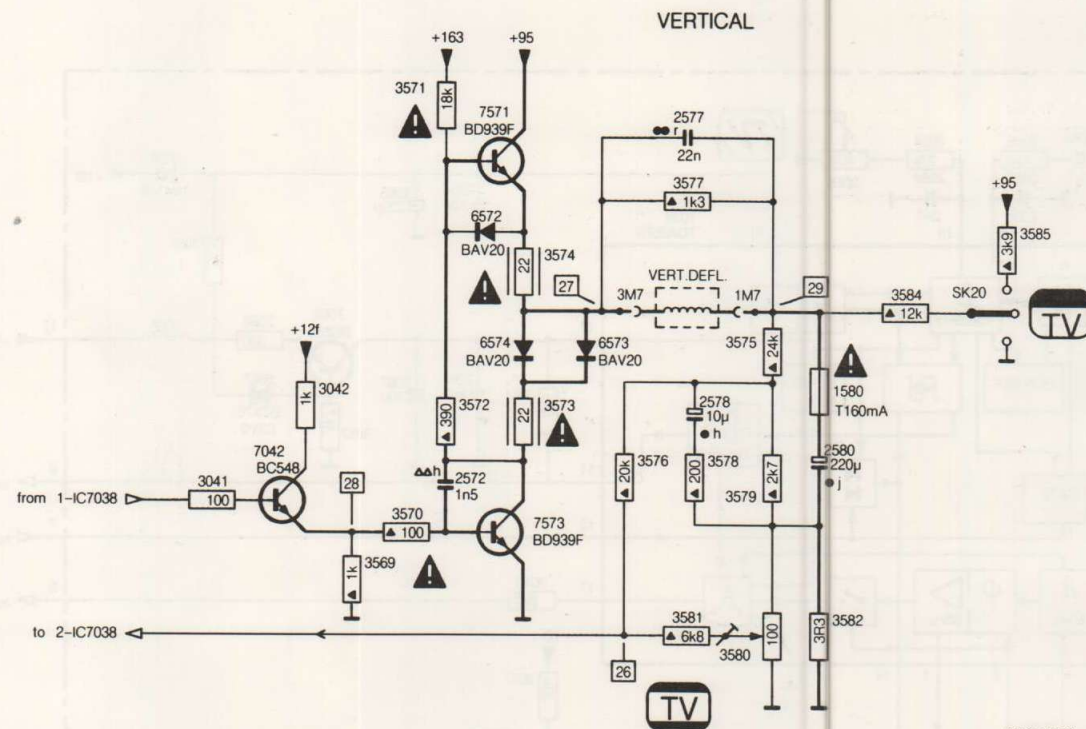 VERTICAL
+163
+95
3571
18k
7571
BD939F
r
2577
22n
3577
1k3
+95
3k9
3585
6572
BAV20
22
3574
VERT.DEFL.
27
3M7
1M7
29
3584
12k
SK20
TV
+12f
1k
3042
6574
BAV20
6573
BAV20
3575
24k
1580
T160mA
390
3572
22
3573
2578
10µ
h
3576
20k
200
3578
2k7
3579
2580
220µ
j
7042
BC548
28
h
2572
1n5
from 1-IC7038
3041
100
3570
100
7573
BD939F
1k
3569
to 2-IC7038
3581
6k8
3580
100
3R3
3582
26
TV